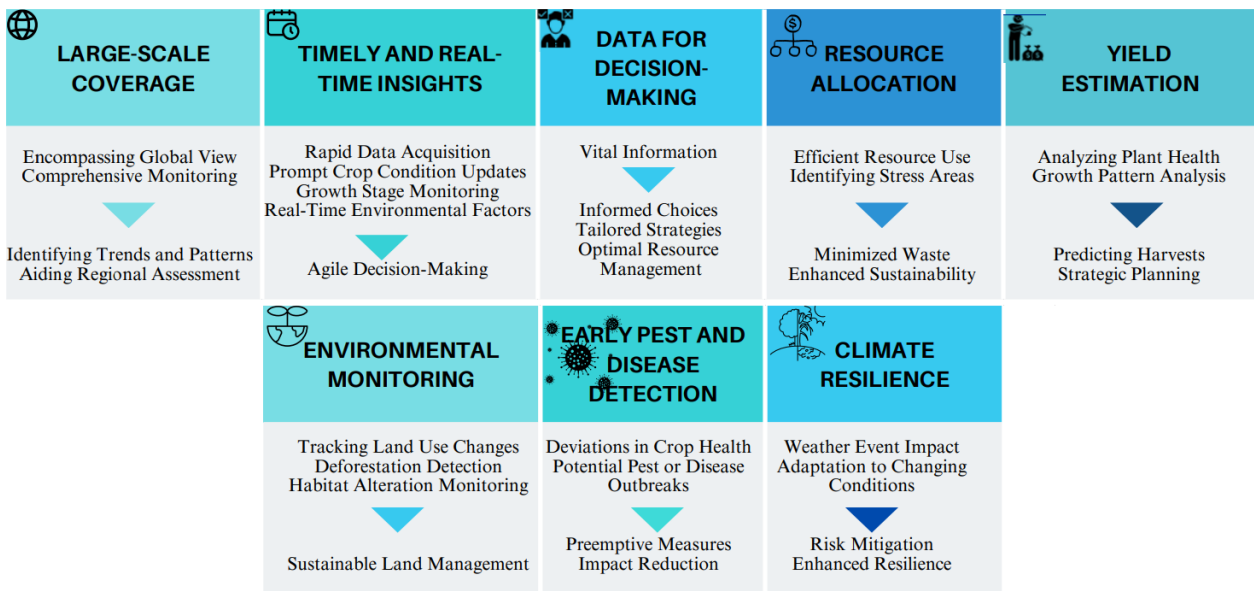 LARGE-SCALE
COVERAGE
Encompassing Global View
Comprehensive Monitoring
Identifying Trends and Patterns
Aiding Regional Assessment
TIMELY AND REAL-
TIME INSIGHTS
Rapid Data Acquisition
Prompt Crop Condition Updates
Growth Stage Monitoring
Real-Time Environmental Factors
Agile Decision-Making
DATA FOR
DECISION-
MAKING
Vital Information
Informed Choices
Tailored Strategies
Optimal Resource
Management
RESOURCE
ALLOCATION
Efficient Resource Use
Identifying Stress Areas
Minimized Waste
Enhanced Sustainability
YIELD
ESTIMATION
Analyzing Plant Health
Growth Pattern Analysis
Predicting Harvests
Strategic Planning
ENVIRONMENTAL
MONITORING
Tracking Land Use Changes
Deforestation Detection
Habitat Alteration Monitoring
Sustainable Land Management
EARLY PEST AND
DISEASE
DETECTION
Deviations in Crop Health
Potential Pest or Disease
Outbreaks
Preemptive Measures
Impact Reduction
CLIMATE
RESILIENCE
Weather Event Impact
Adaptation to Changing
Conditions
Risk Mitigation
Enhanced Resilience